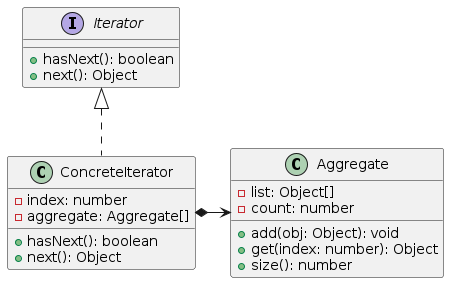 I Iterator
hasNext(): boolean
next(): Object
C ConcreteIterator
index: number
aggregate: Aggregate[]
hasNext(): boolean
next(): Object
C Aggregate
list: Object[]
count: number
add(obj: Object): void
get(index: number): Object
size(): number